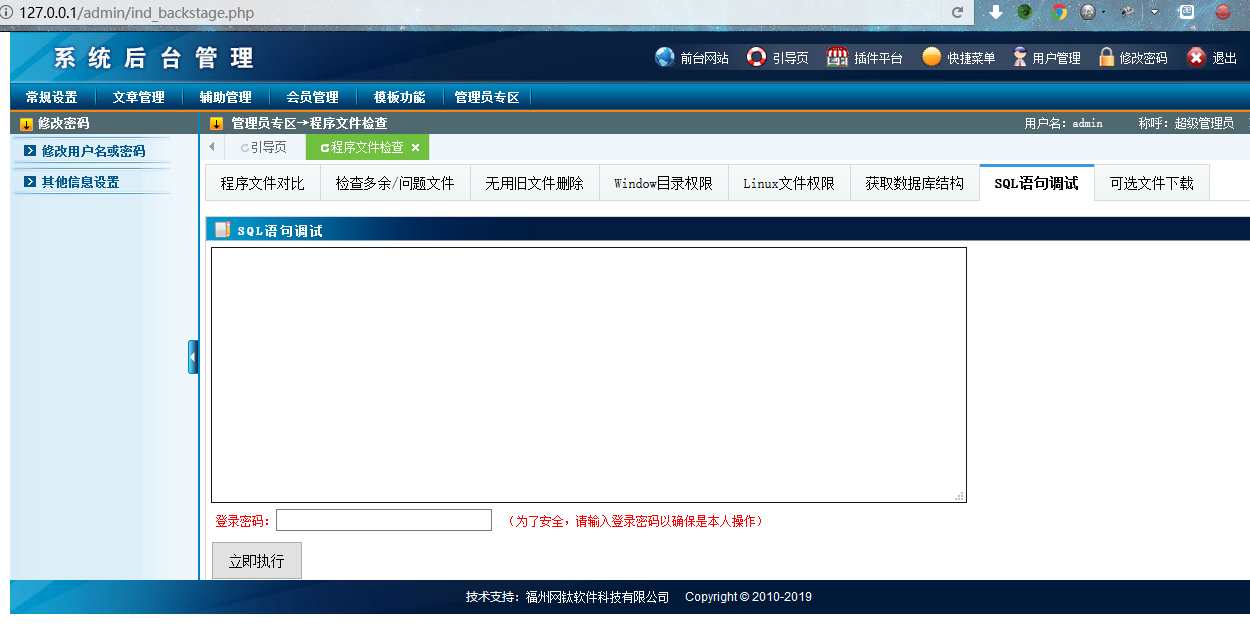 127.0.0.1/admin/ind_backstage.php
系统后台管理
前台网站 引导页 插件平台 快捷菜单 用户管理 修改密码 退出
常规设置 文章管理 辅助管理 会员管理 模板功能 管理员专区
修改密码 管理员专区→程序文件检查 用户名：admin 称呼：超级管理员
修改用户名或密码
其他信息设置
引导页 程序文件检查 ×
程序文件对比 检查多余/问题文件 无用旧文件删除 Window目录权限 Linux文件权限 获取数据库结构 SQL语句调试 可选文件下载
SQL语句调试
登录密码： （为了安全，请输入登录密码以确保是本人操作）
立即执行
技术支持：福州网钛软件科技有限公司 Copyright © 2010-2019